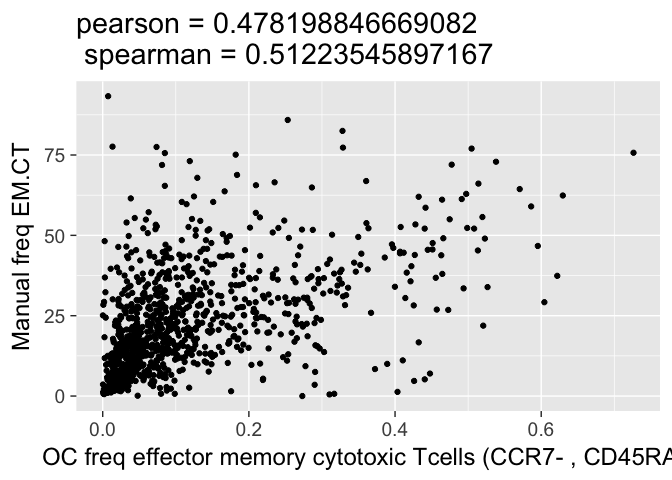 pearson = 0.478198846669082
spearman = 0.51223545897167
Manual freq EM.CT
75
50
25
0
0.0 0.2 0.4 0.6
OC freq effector memory cytotoxic Tcells (CCR7- , CD45RA